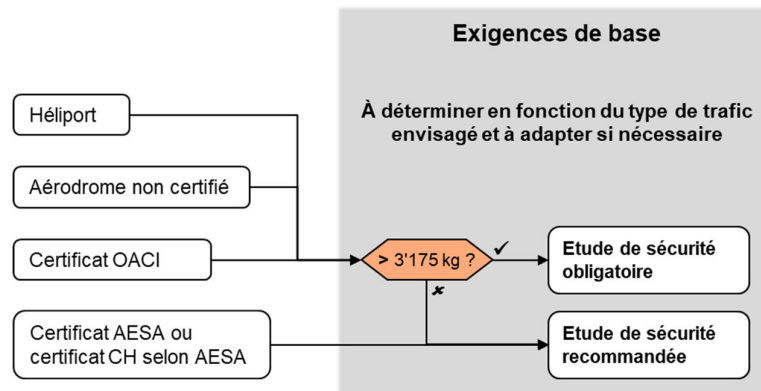 Exigences de base
À déterminer en fonction du type de trafic
envisagé et à adapter si nécessaire
Héliport
Aérodrome non certifié
Certificat OACI
> 3'175 kg ?
✓
Etude de sécurité
obligatoire
✗
Certificat AESA ou
certificat CH selon AESA
Etude de sécurité
recommandée